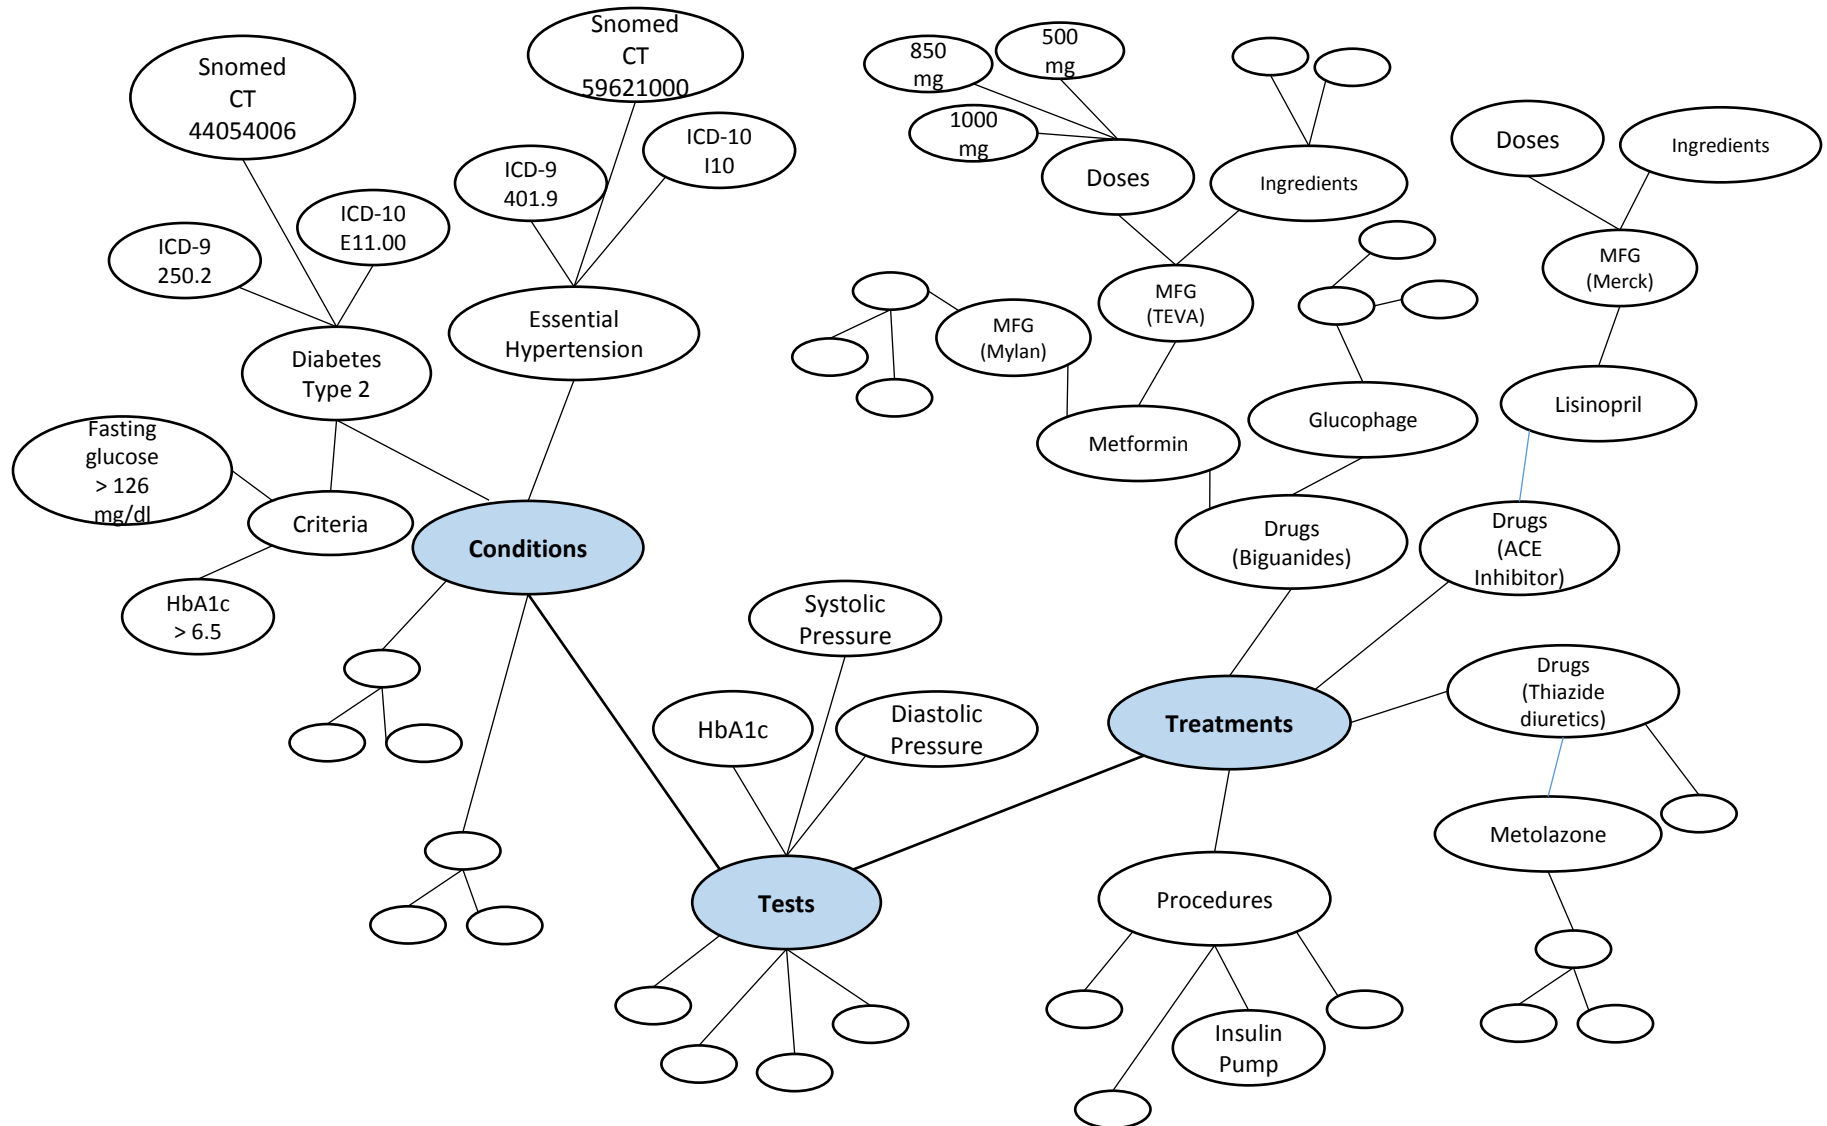 Snomed
CT
44054006
Snomed
CT
59621000
ICD-9
250.2
ICD-10
E11.00
ICD-9
401.9
ICD-10
I10
Diabetes
Type 2
Essential
Hypertension
Fasting
glucose
> 126
mg/dl
Criteria
HbA1c
> 6.5
Conditions
850
mg
500
mg
1000
mg
Doses
Ingredients
Doses
Ingredients
MFG
(Mylan)
MFG
(TEVA)
MFG
(Merck)
Metformin
Glucophage
Lisinopril
Drugs
(Biguanides)
Drugs
(ACE
Inhibitor)
Systolic
Pressure
HbA1c
Diastolic
Pressure
Tests
Treatments
Drugs
(Thiazide
diuretics)
Metolazone
Procedures
Insulin
Pump